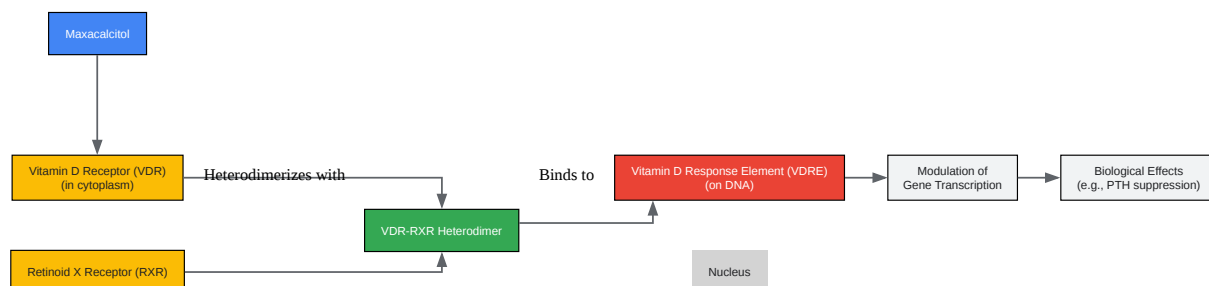 Maxacalcitol
Vitamin D Receptor (VDR)
(in cytoplasm)
Heterodimerizes with
Binds to
Vitamin D Response Element (VDRE)
(on DNA)
Modulation of
Gene Transcription
Biological Effects
(e.g., PTH suppression)
VDR-RXR Heterodimer
Retinoid X Receptor (RXR)
Nucleus